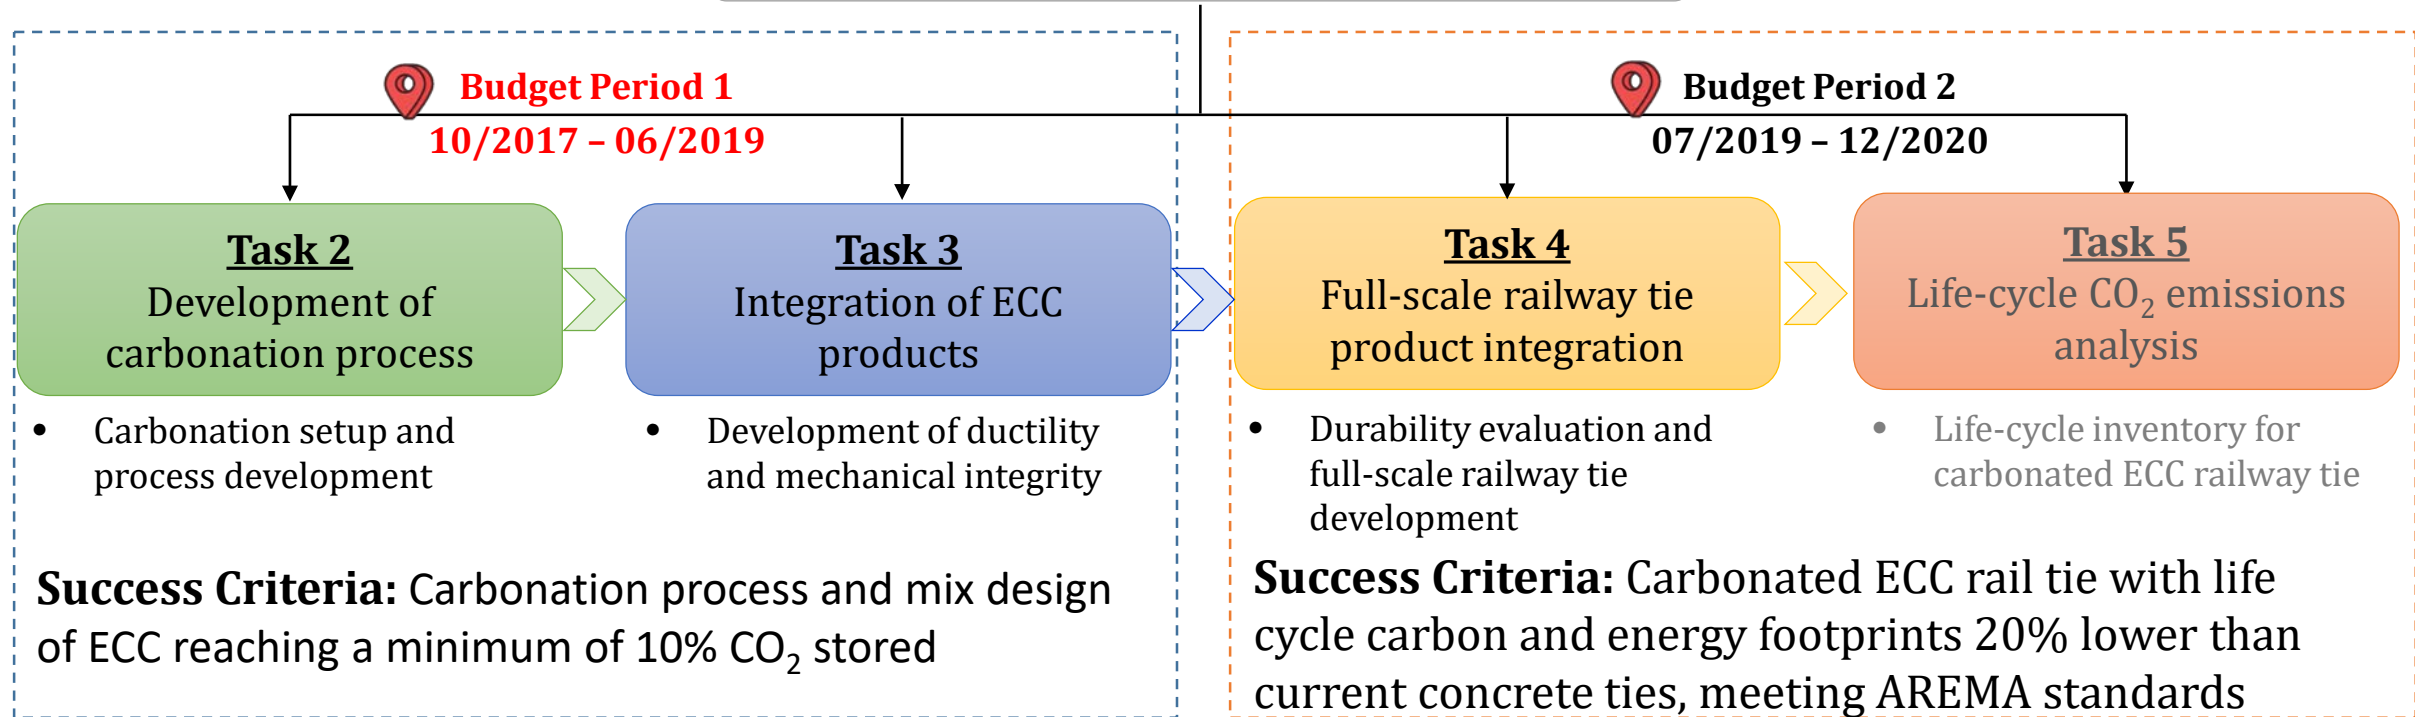 Budget Period 1
10/2017 – 06/2019
Budget Period 2
07/2019 – 12/2020
Task 2
Development of
carbonation process
Task 3
Integration of ECC
products
Task 4
Full-scale railway tie
product integration
Task 5
Life-cycle CO₂ emissions
analysis
• Carbonation setup and
process development
• Development of ductility
and mechanical integrity
• Durability evaluation and
full-scale railway tie
development
• Life-cycle inventory for
carbonated ECC railway tie
Success Criteria: Carbonation process and mix design
of ECC reaching a minimum of 10% CO₂ stored
Success Criteria: Carbonated ECC rail tie with life
cycle carbon and energy footprints 20% lower than
current concrete ties, meeting AREMA standards